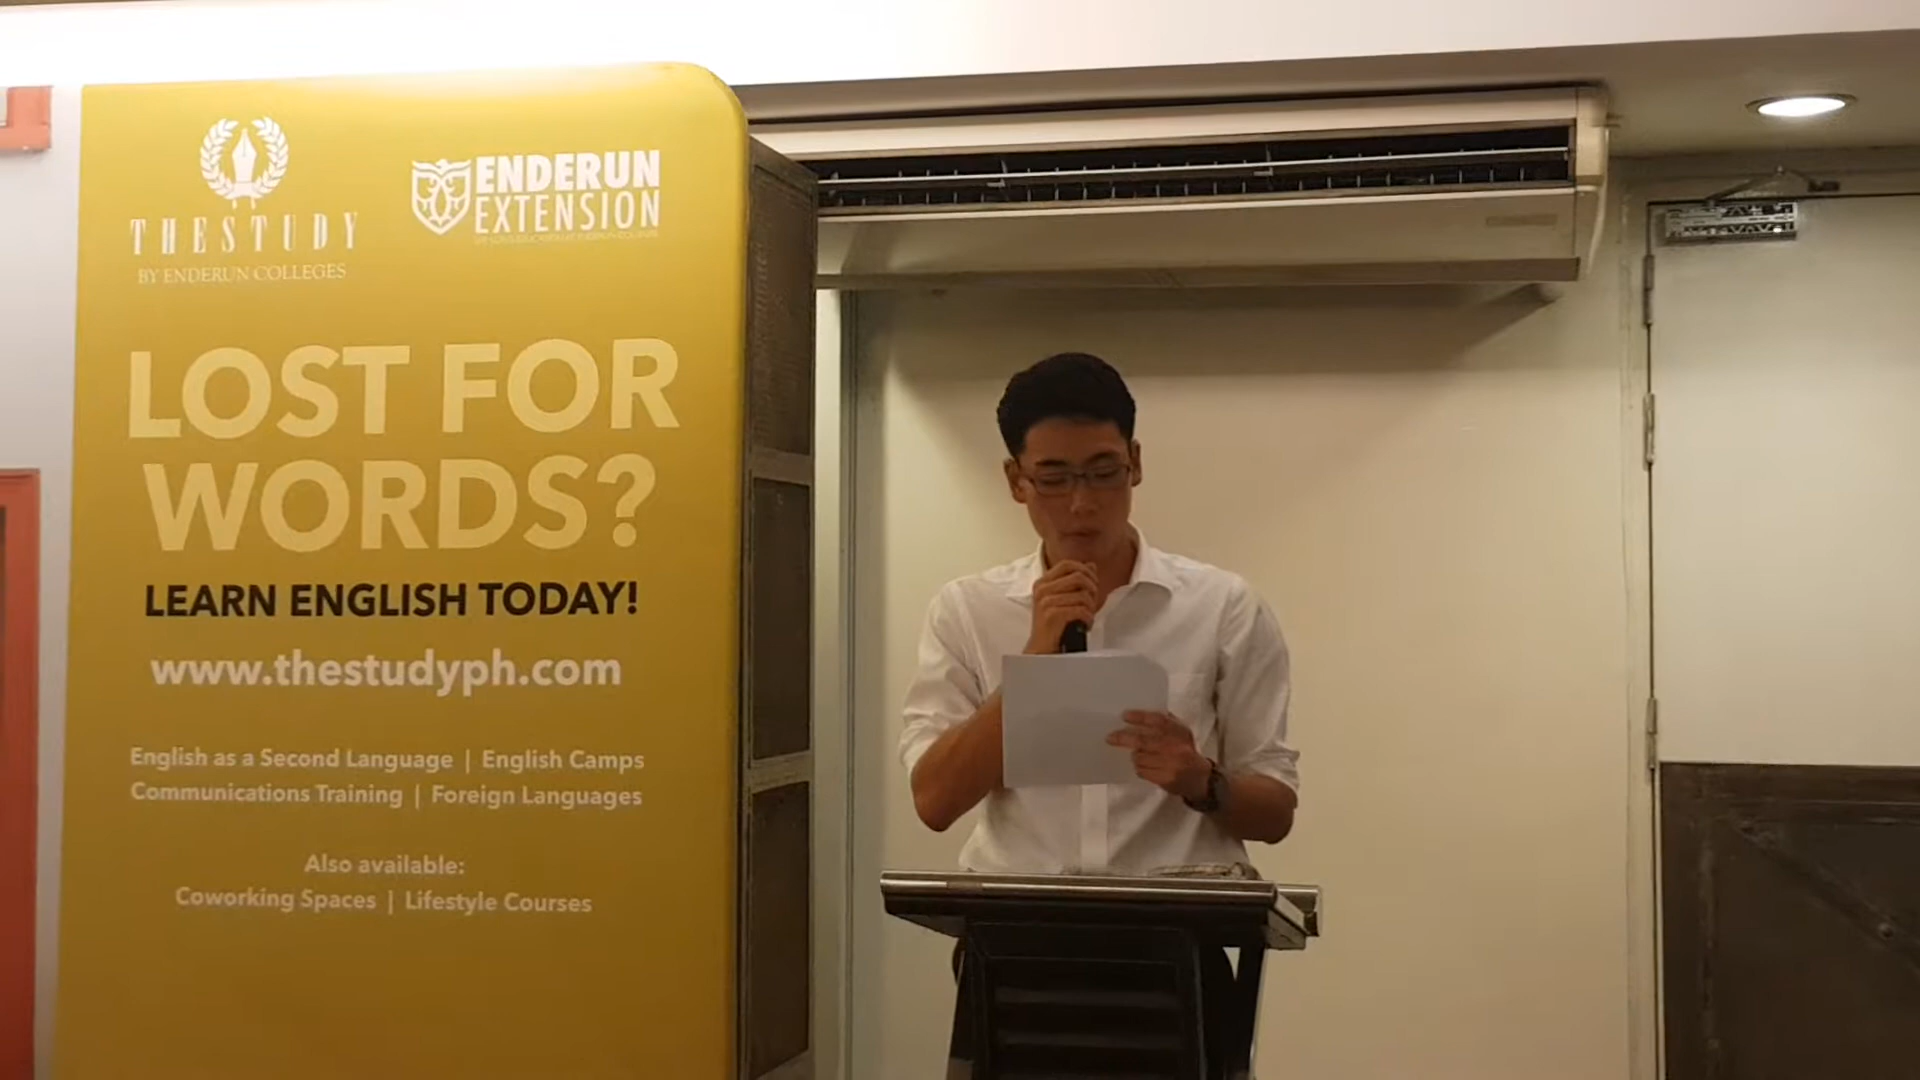 THE STUDY
BY ENDERUN COLLEGES
ENDERUN
EXTENSION
LOST FOR
WORDS?
LEARN ENGLISH TODAY!
www.thestudyph.com
English as a Second Language | English Camps
Communications Training | Foreign Languages
Also available:
Coworking Spaces | Lifestyle Courses